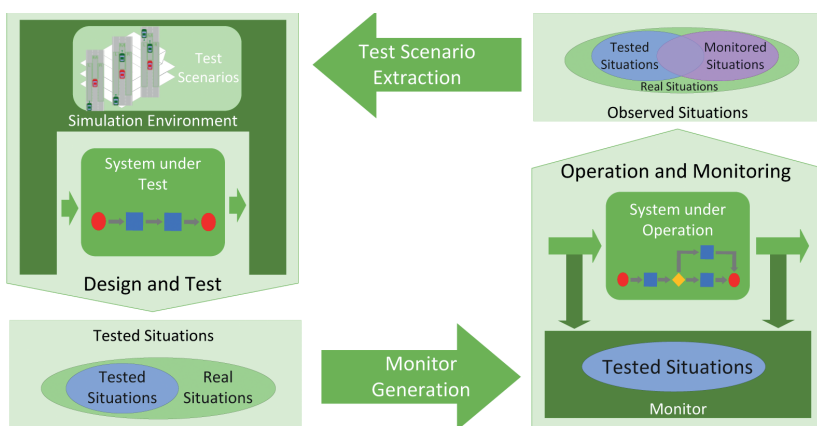 Test
Scenarios
Simulation Environment
System under
Test
Design and Test
Tested Situations
Tested
Situations
Real
Situations
Test Scenario
Extraction
Monitor
Generation
Tested
Situations
Monitored
Situations
Real Situations
Observed Situations
Operation and Monitoring
System under
Operation
Tested Situations
Monitor